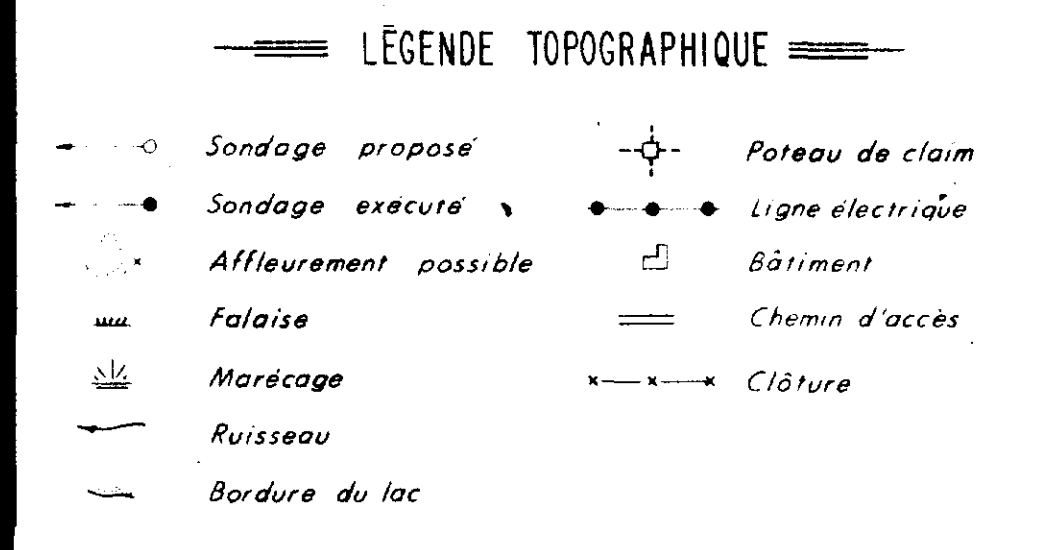 LÉGENDE TOPOGRAPHIQUE
Sondage proposé
Sondage exécuté
Affleurement possible
Falaise
Marécage
Ruisseau
Bordure du lac
Poteau de claim
Ligne électrique
Bâtiment
Chemin d'accès
Clôture